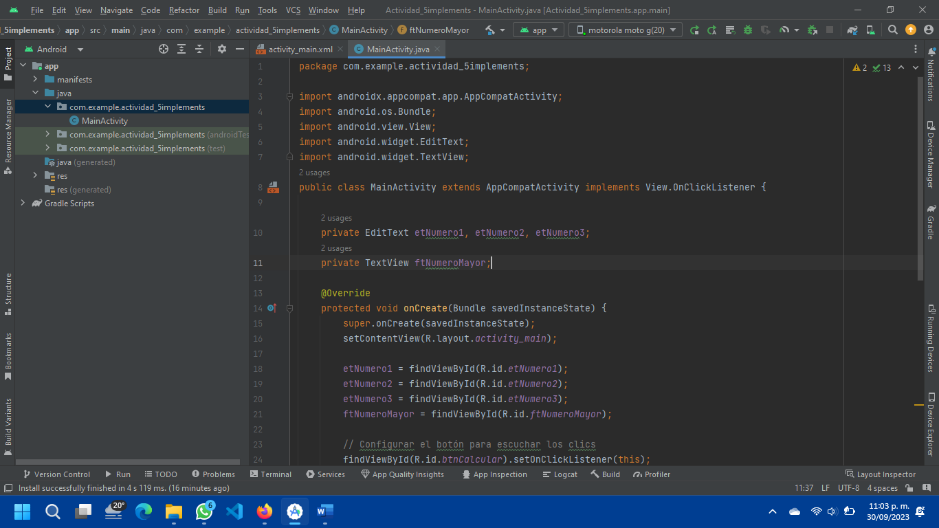 File Edit View Navigate Code Refactor Build Run Tools VCS Window Help Actividad_5implements - MainActivity.java [Actividad_5implements.app.main]
_5implements app src main java com example actividad_5implements MainActivity ftNumeroMayor app motorola moto g(20)
Android activity_main.xml MainActivity.java
Project
Resource Manager
Structure
Bookmarks
Build Variants
app
manifests
java
com.example.actividad_5implements
MainActivity
com.example.actividad_5implements (androidTes
com.example.actividad_5implements (test)
java (generated)
res
res (generated)
Gradle Scripts
2 13
1 package com.example.actividad_5implements;
2
3 import androidx.appcompat.app.AppCompatActivity;
4 import android.os.Bundle;
5 import android.view.View;
6 import android.widget.EditText;
7 import android.widget.TextView;
2 usages
8 public class MainActivity extends AppCompatActivity implements View.OnClickListener {
9
2 usages
10 private EditText etNumero1, etNumero2, etNumero3;
2 usages
11 private TextView ftNumeroMayor;
12
13 @Override
14 protected void onCreate(Bundle savedInstanceState) {
15 super.onCreate(savedInstanceState);
16 setContentView(R.layout.activity_main);
17
18 etNumero1 = findViewById(R.id.etNumero1);
19 etNumero2 = findViewById(R.id.etNumero2);
20 etNumero3 = findViewById(R.id.etNumero3);
21 ftNumeroMayor = findViewById(R.id.ftNumeroMayor);
22
23 // Configurar el botón para escuchar los clics
24 findViewById(R.id.btnCalcular).setOnClickListener(this);
Notifications
Device Manager
Gradle
Running Devices
Device Explorer
Version Control Run TODO Problems Terminal Services App Quality Insights App Inspection Logcat Build Profiler Layout Inspector
Install successfully finished in 4 s 119 ms. (16 minutes ago) 11:37 LF UTF-8 4 spaces
20° 6 11:03 p. m.
30/09/2023